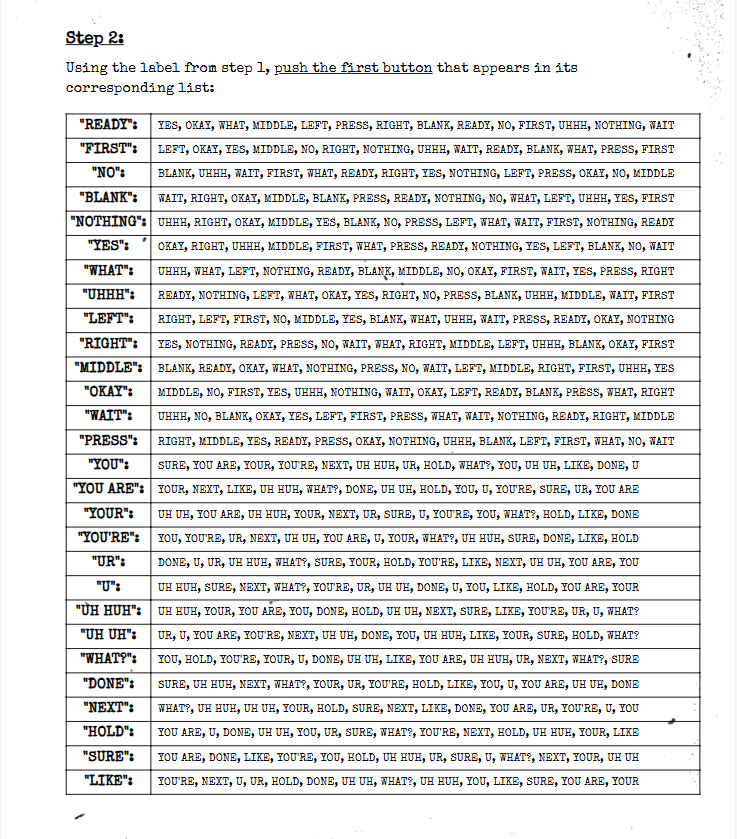 Step 2:
Using the label from step 1, push the first button that appears in its
corresponding list:
"READY": YES, OKAY, WHAT, MIDDLE, LEFT, PRESS, RIGHT, BLANK, READY, NO, FIRST, UHHH, NOTHING, WAIT
"FIRST": LEFT, OKAY, YES, MIDDLE, NO, RIGHT, NOTHING, UHHH, WAIT, READY, BLANK, WHAT, PRESS, FIRST
"NO": BLANK, UHHH, WAIT, FIRST, WHAT, READY, RIGHT, YES, NOTHING, LEFT, PRESS, OKAY, NO, MIDDLE
"BLANK": WAIT, RIGHT, OKAY, MIDDLE, BLANK, PRESS, READY, NOTHING, NO, WHAT, LEFT, UHHH, YES, FIRST
"NOTHING": UHHH, RIGHT, OKAY, MIDDLE, YES, BLANK, NO, PRESS, LEFT, WHAT, WAIT, FIRST, NOTHING, READY
"YES": OKAY, RIGHT, UHHH, MIDDLE, FIRST, WHAT, PRESS, READY, NOTHING, YES, LEFT, BLANK, NO, WAIT
"WHAT": UHHH, WHAT, LEFT, NOTHING, READY, BLANK, MIDDLE, NO, OKAY, FIRST, WAIT, YES, PRESS, RIGHT
"UHHH": READY, NOTHING, LEFT, WHAT, OKAY, YES, RIGHT, NO, PRESS, BLANK, UHHH, MIDDLE, WAIT, FIRST
"LEFT": RIGHT, LEFT, FIRST, NO, MIDDLE, YES, BLANK, WHAT, UHHH, WAIT, PRESS, READY, OKAY, NOTHING
"RIGHT": YES, NOTHING, READY, PRESS, NO, WAIT, WHAT, RIGHT, MIDDLE, LEFT, UHHH, BLANK, OKAY, FIRST
"MIDDLE": BLANK, READY, OKAY, WHAT, NOTHING, PRESS, NO, WAIT, LEFT, MIDDLE, RIGHT, FIRST, UHHH, YES
"OKAY": MIDDLE, NO, FIRST, YES, UHHH, NOTHING, WAIT, OKAY, LEFT, READY, BLANK, PRESS, WHAT, RIGHT
"WAIT": UHHH, NO, BLANK, OKAY, YES, LEFT, FIRST, PRESS, WHAT, WAIT, NOTHING, READY, RIGHT, MIDDLE
"PRESS": RIGHT, MIDDLE, YES, READY, PRESS, OKAY, NOTHING, UHHH, BLANK, LEFT, FIRST, WHAT, NO, WAIT
"YOU": SURE, YOU ARE, YOUR, YOU'RE, NEXT, UH HUH, UR, HOLD, WHAT?, YOU, UH UH, LIKE, DONE, U
"YOU ARE": YOUR, NEXT, LIKE, UH HUH, WHAT?, DONE, UH UH, HOLD, YOU, U, YOU'RE, SURE, UR, YOU ARE
"YOUR": UH UH, YOU ARE, UH HUH, YOUR, NEXT, UR, SURE, U, YOU'RE, YOU, WHAT?, HOLD, LIKE, DONE
"YOU'RE": YOU, YOU'RE, UR, NEXT, UH UH, YOU ARE, U, YOUR, WHAT?, UH HUH, SURE, DONE, LIKE, HOLD
"UR": DONE, U, UR, UH HUH, WHAT?, SURE, YOUR, HOLD, YOU'RE, LIKE, NEXT, UH UH, YOU ARE, YOU
"U": UH HUH, SURE, NEXT, WHAT?, YOU'RE, UR, UH UH, DONE, U, YOU, LIKE, HOLD, YOU ARE, YOUR
"UH HUH": UH HUH, YOUR, YOU ARE, YOU, DONE, HOLD, UH UH, NEXT, SURE, LIKE, YOU'RE, UR, U, WHAT?
"UH UH": UR, U, YOU ARE, YOU'RE, NEXT, UH UH, DONE, YOU, UH HUH, LIKE, YOUR, SURE, HOLD, WHAT?
"WHAT?": YOU, HOLD, YOU'RE, YOUR, U, DONE, UH UH, LIKE, YOU ARE, UH HUH, UR, NEXT, WHAT?, SURE
"DONE": SURE, UH HUH, NEXT, WHAT?, YOUR, UR, YOU'RE, HOLD, LIKE, YOU, U, YOU ARE, UH UH, DONE
"NEXT": WHAT?, UH HUH, UH UH, YOUR, HOLD, SURE, NEXT, LIKE, DONE, YOU ARE, UR, YOU'RE, U, YOU
"HOLD": YOU ARE, U, DONE, UH UH, YOU, UR, SURE, WHAT?, YOU'RE, NEXT, HOLD, UH HUH, YOUR, LIKE
"SURE": YOU ARE, DONE, LIKE, YOU'RE, YOU, HOLD, UH HUH, UR, SURE, U, WHAT?, NEXT, YOUR, UH UH
"LIKE": YOU'RE, NEXT, U, UR, HOLD, DONE, UH UH, WHAT?, UH HUH, YOU, LIKE, SURE, YOU ARE, YOUR